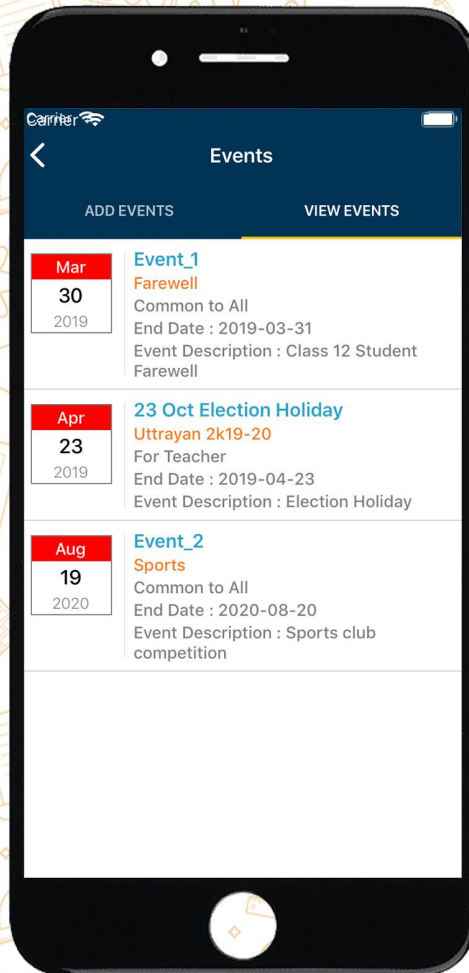 Carrier
Events
ADD EVENTS
VIEW EVENTS
Mar
30
2019
Event_1
Farewell
Common to All
End Date : 2019-03-31
Event Description : Class 12 Student
Farewell
Apr
23
2019
23 Oct Election Holiday
Uttrayan 2k19-20
For Teacher
End Date : 2019-04-23
Event Description : Election Holiday
Aug
19
2020
Event_2
Sports
Common to All
End Date : 2020-08-20
Event Description : Sports club
competition